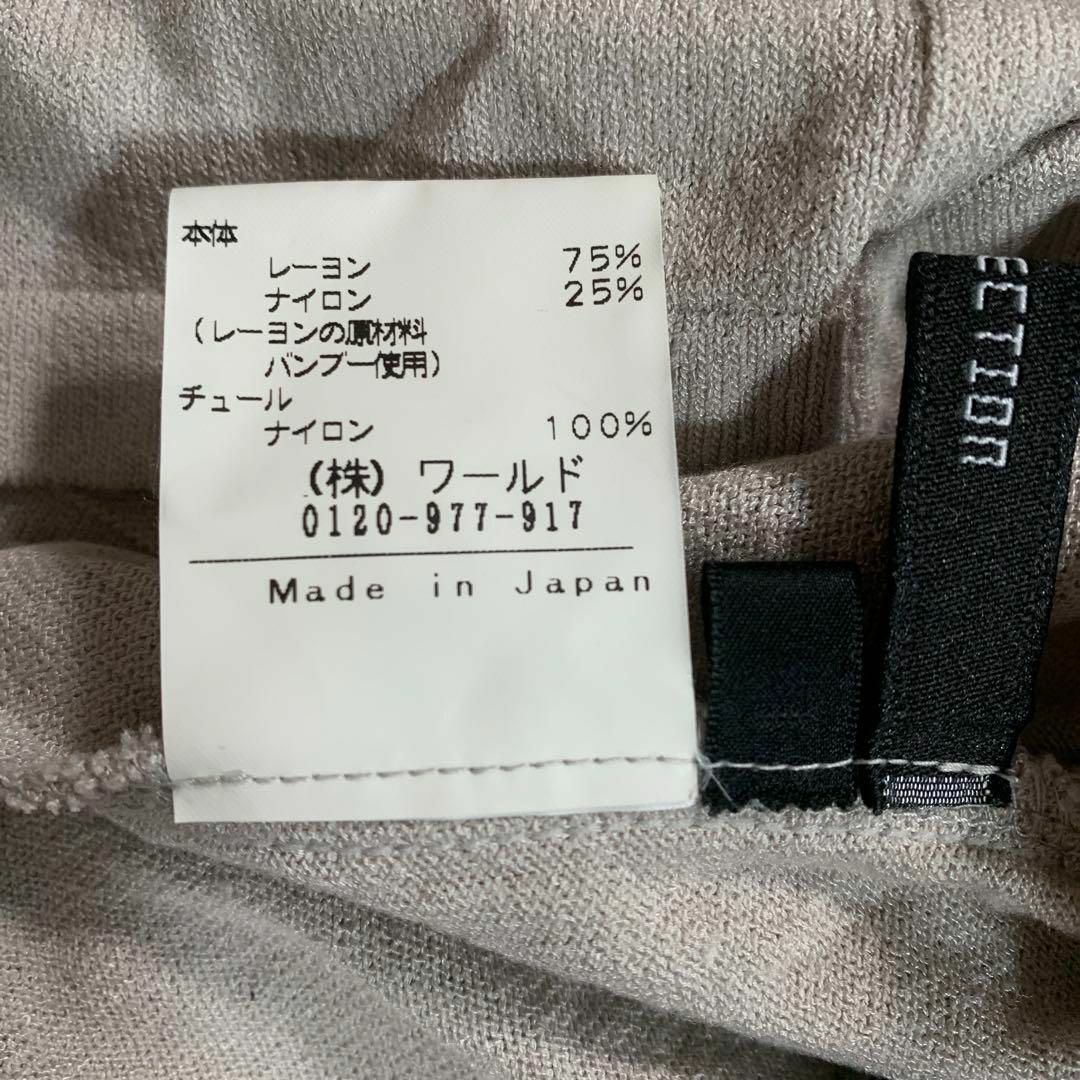 本体
レーヨン 75%
ナイロン 25%
(レーヨンの原材料
バンブー使用)
チュール
ナイロン 100%
(株) ワールド
0120-977-917
Made in Japan
ECTION